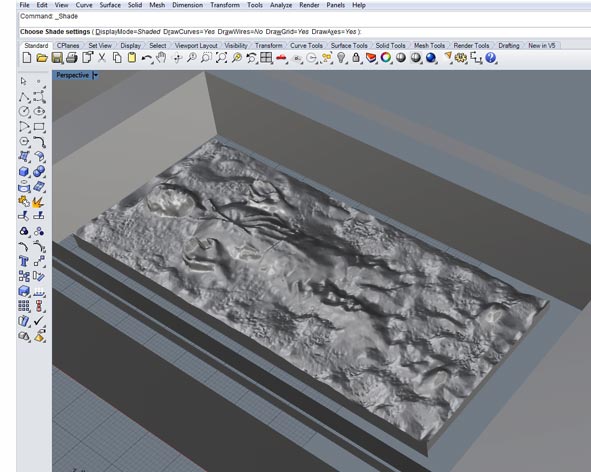 File Edit View Curve Surface Solid Mesh Dimension Transform Tools Analyze Render Panels Help
Command: _Shade
Choose Shade settings ( DisplayMode=Shaded DrawCurves=Yes DrawWires=No DrawGrid=Yes DrawAxes=Yes ):
Standard CPlanes Set View Display Select Viewport Layout Visibility Transform Curve Tools Surface Tools Solid Tools Mesh Tools Render Tools Drafting New in V5
Perspective